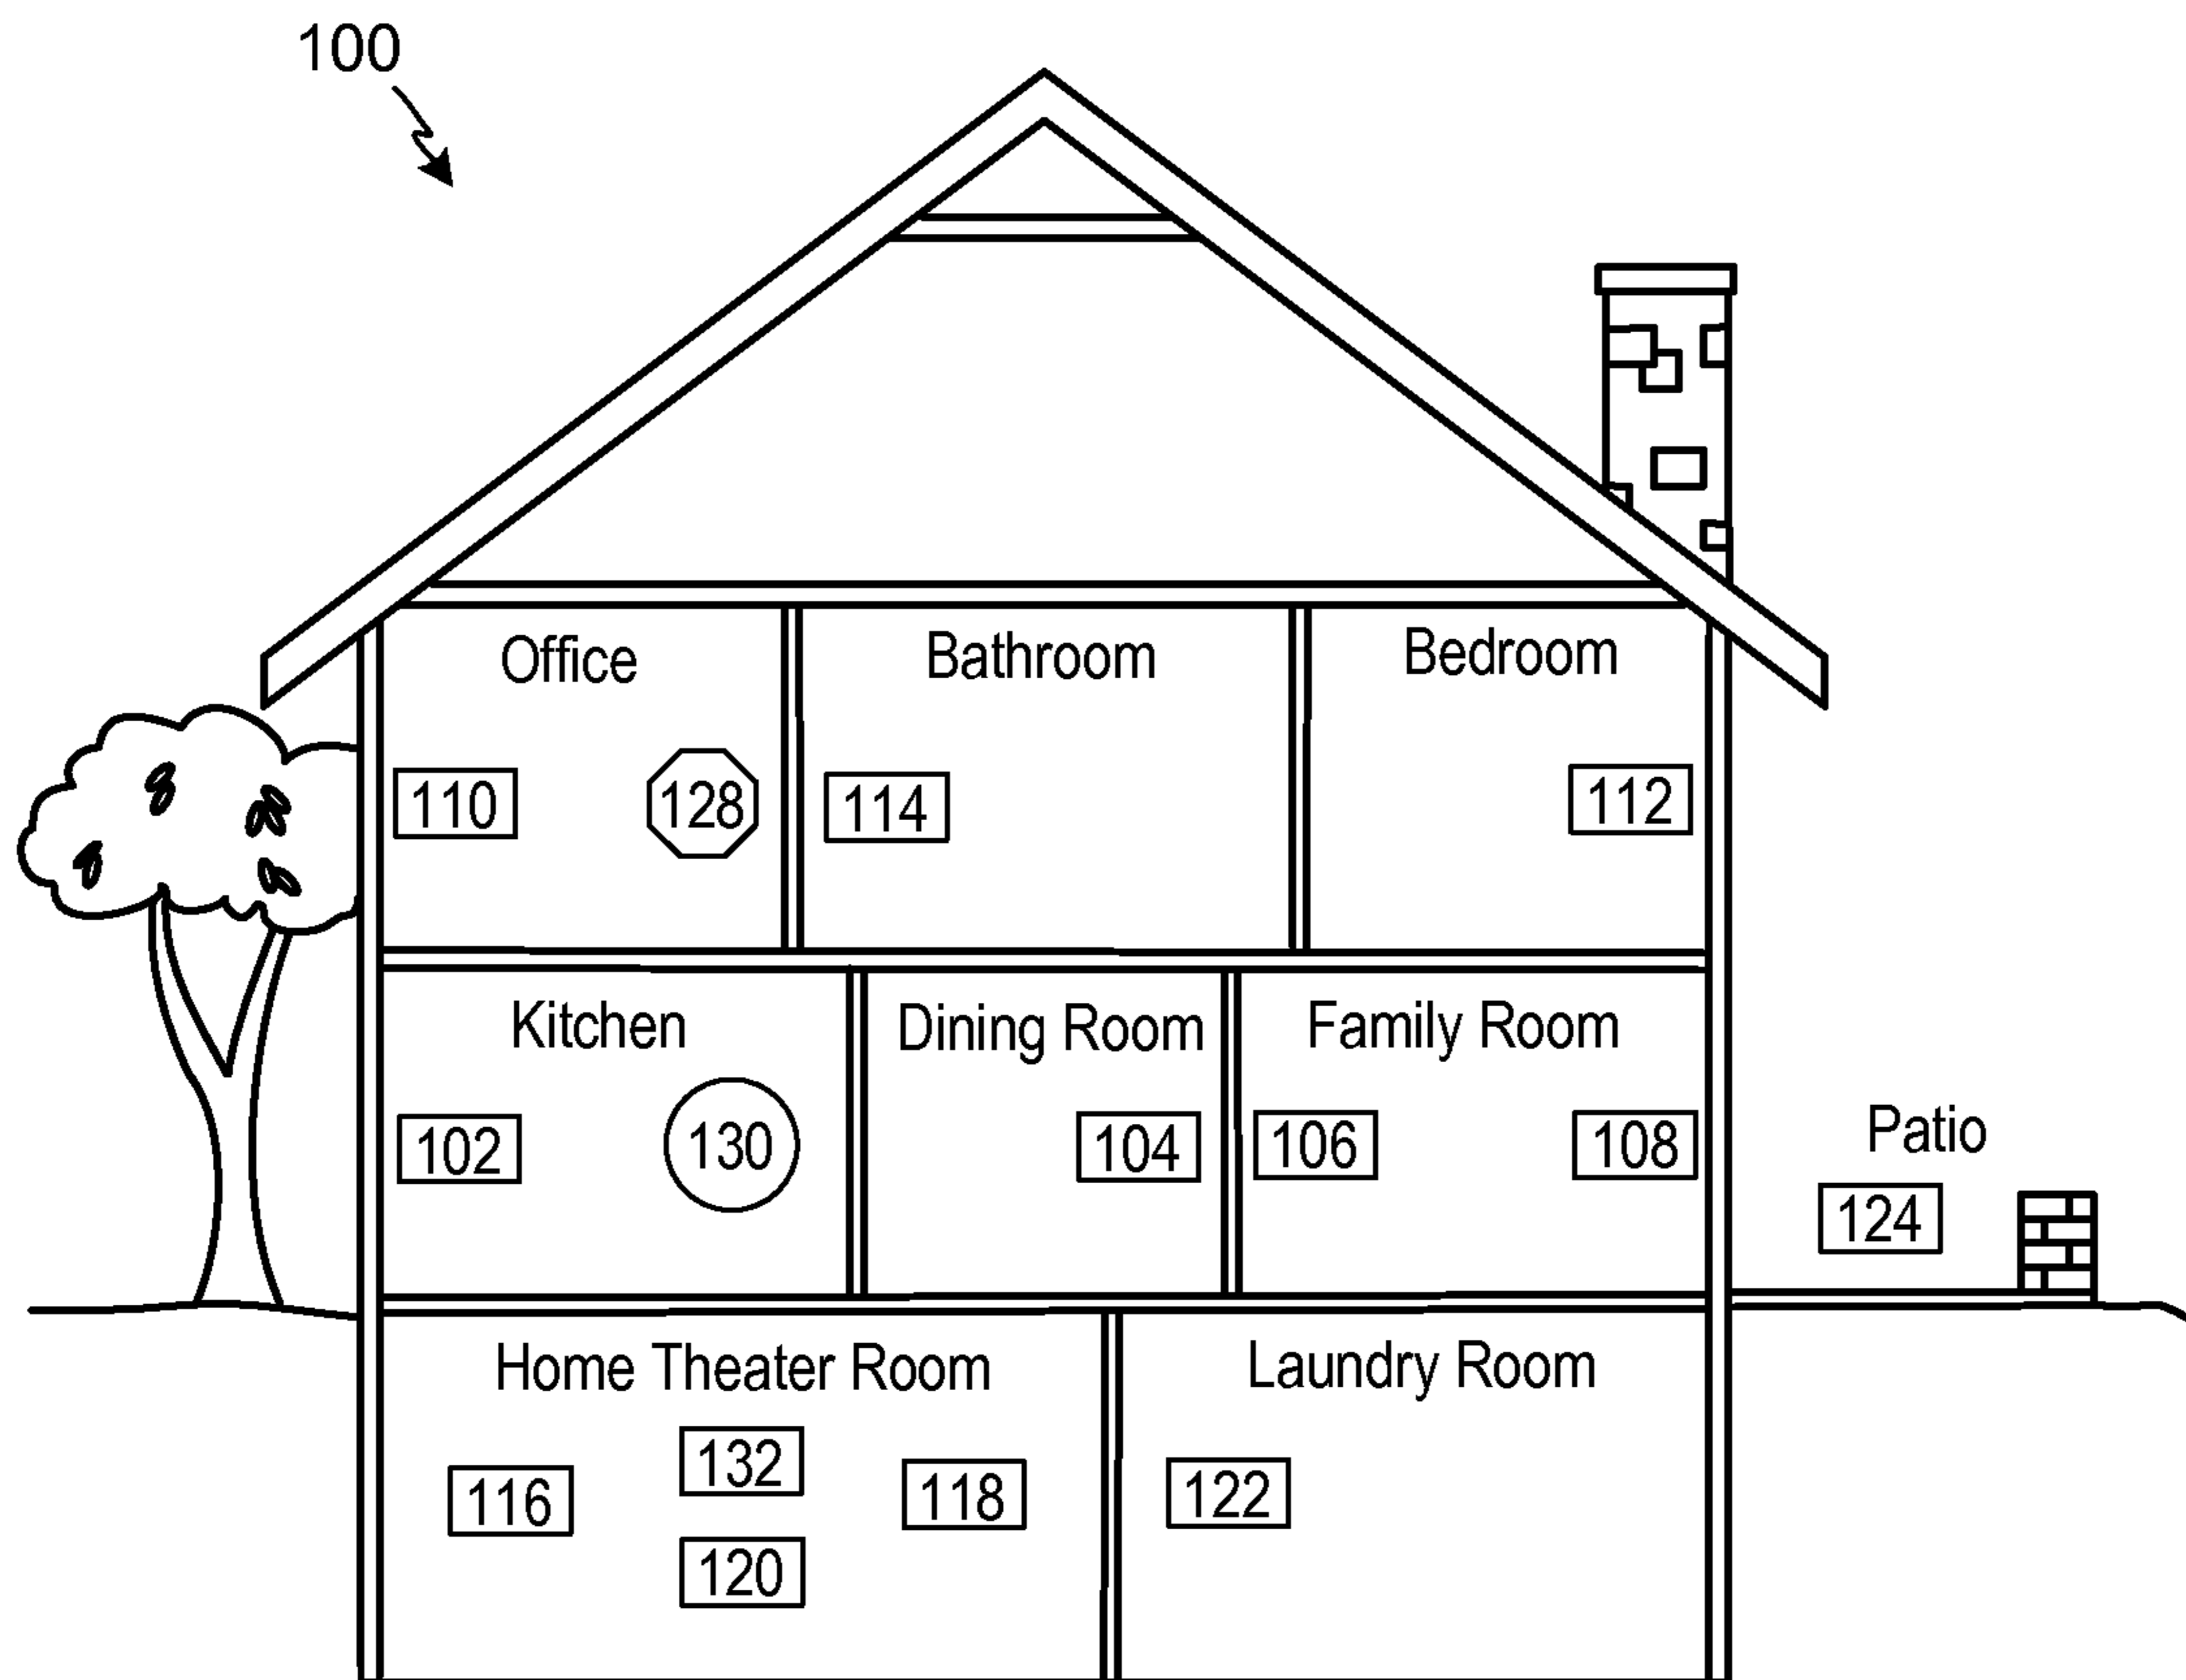 100
Office
Bathroom
Bedroom
110
128
114
112
Kitchen
Dining Room
Family Room
102
130
104
106
108
Patio
124
Home Theater Room
Laundry Room
132
116
118
122
120